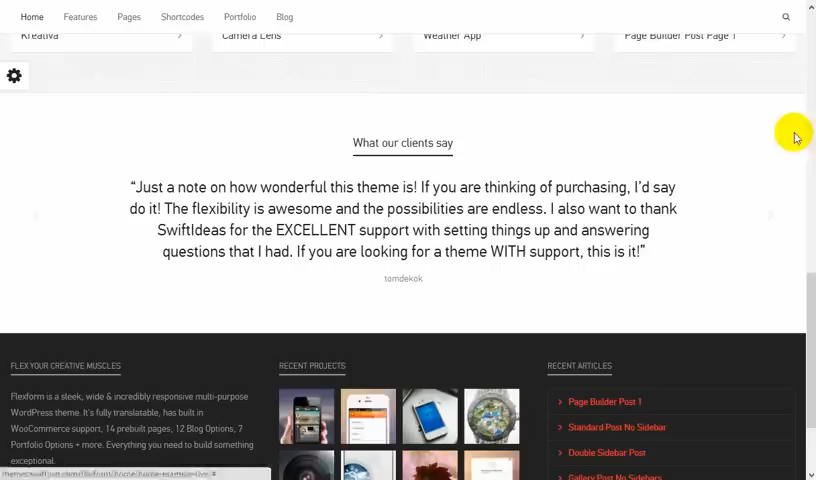 Home Features Pages Shortcodes Portfolio Blog
Kreativa Camera Lens Weather App Page Builder Post Page 1
What our clients say
“Just a note on how wonderful this theme is! If you are thinking of purchasing, I’d say
do it! The flexibility is awesome and the possibilities are endless. I also want to thank
SwiftIdeas for the EXCELLENT support with setting things up and answering
questions that I had. If you are looking for a theme WITH support, this is it!”
tomdekok
FLEX YOUR CREATIVE MUSCLES
Flexform is a sleek, wide & incredibly responsive multi-purpose
WordPress theme. It's fully translatable, has built in
WooCommerce support, 14 prebuilt pages, 12 Blog Options, 7
Portfolio Options + more. Everything you need to build something
exceptional.
RECENT PROJECTS
RECENT ARTICLES
Page Builder Post 1
Standard Post No Sidebar
Double Sidebar Post
Gallery Post No Sidebars